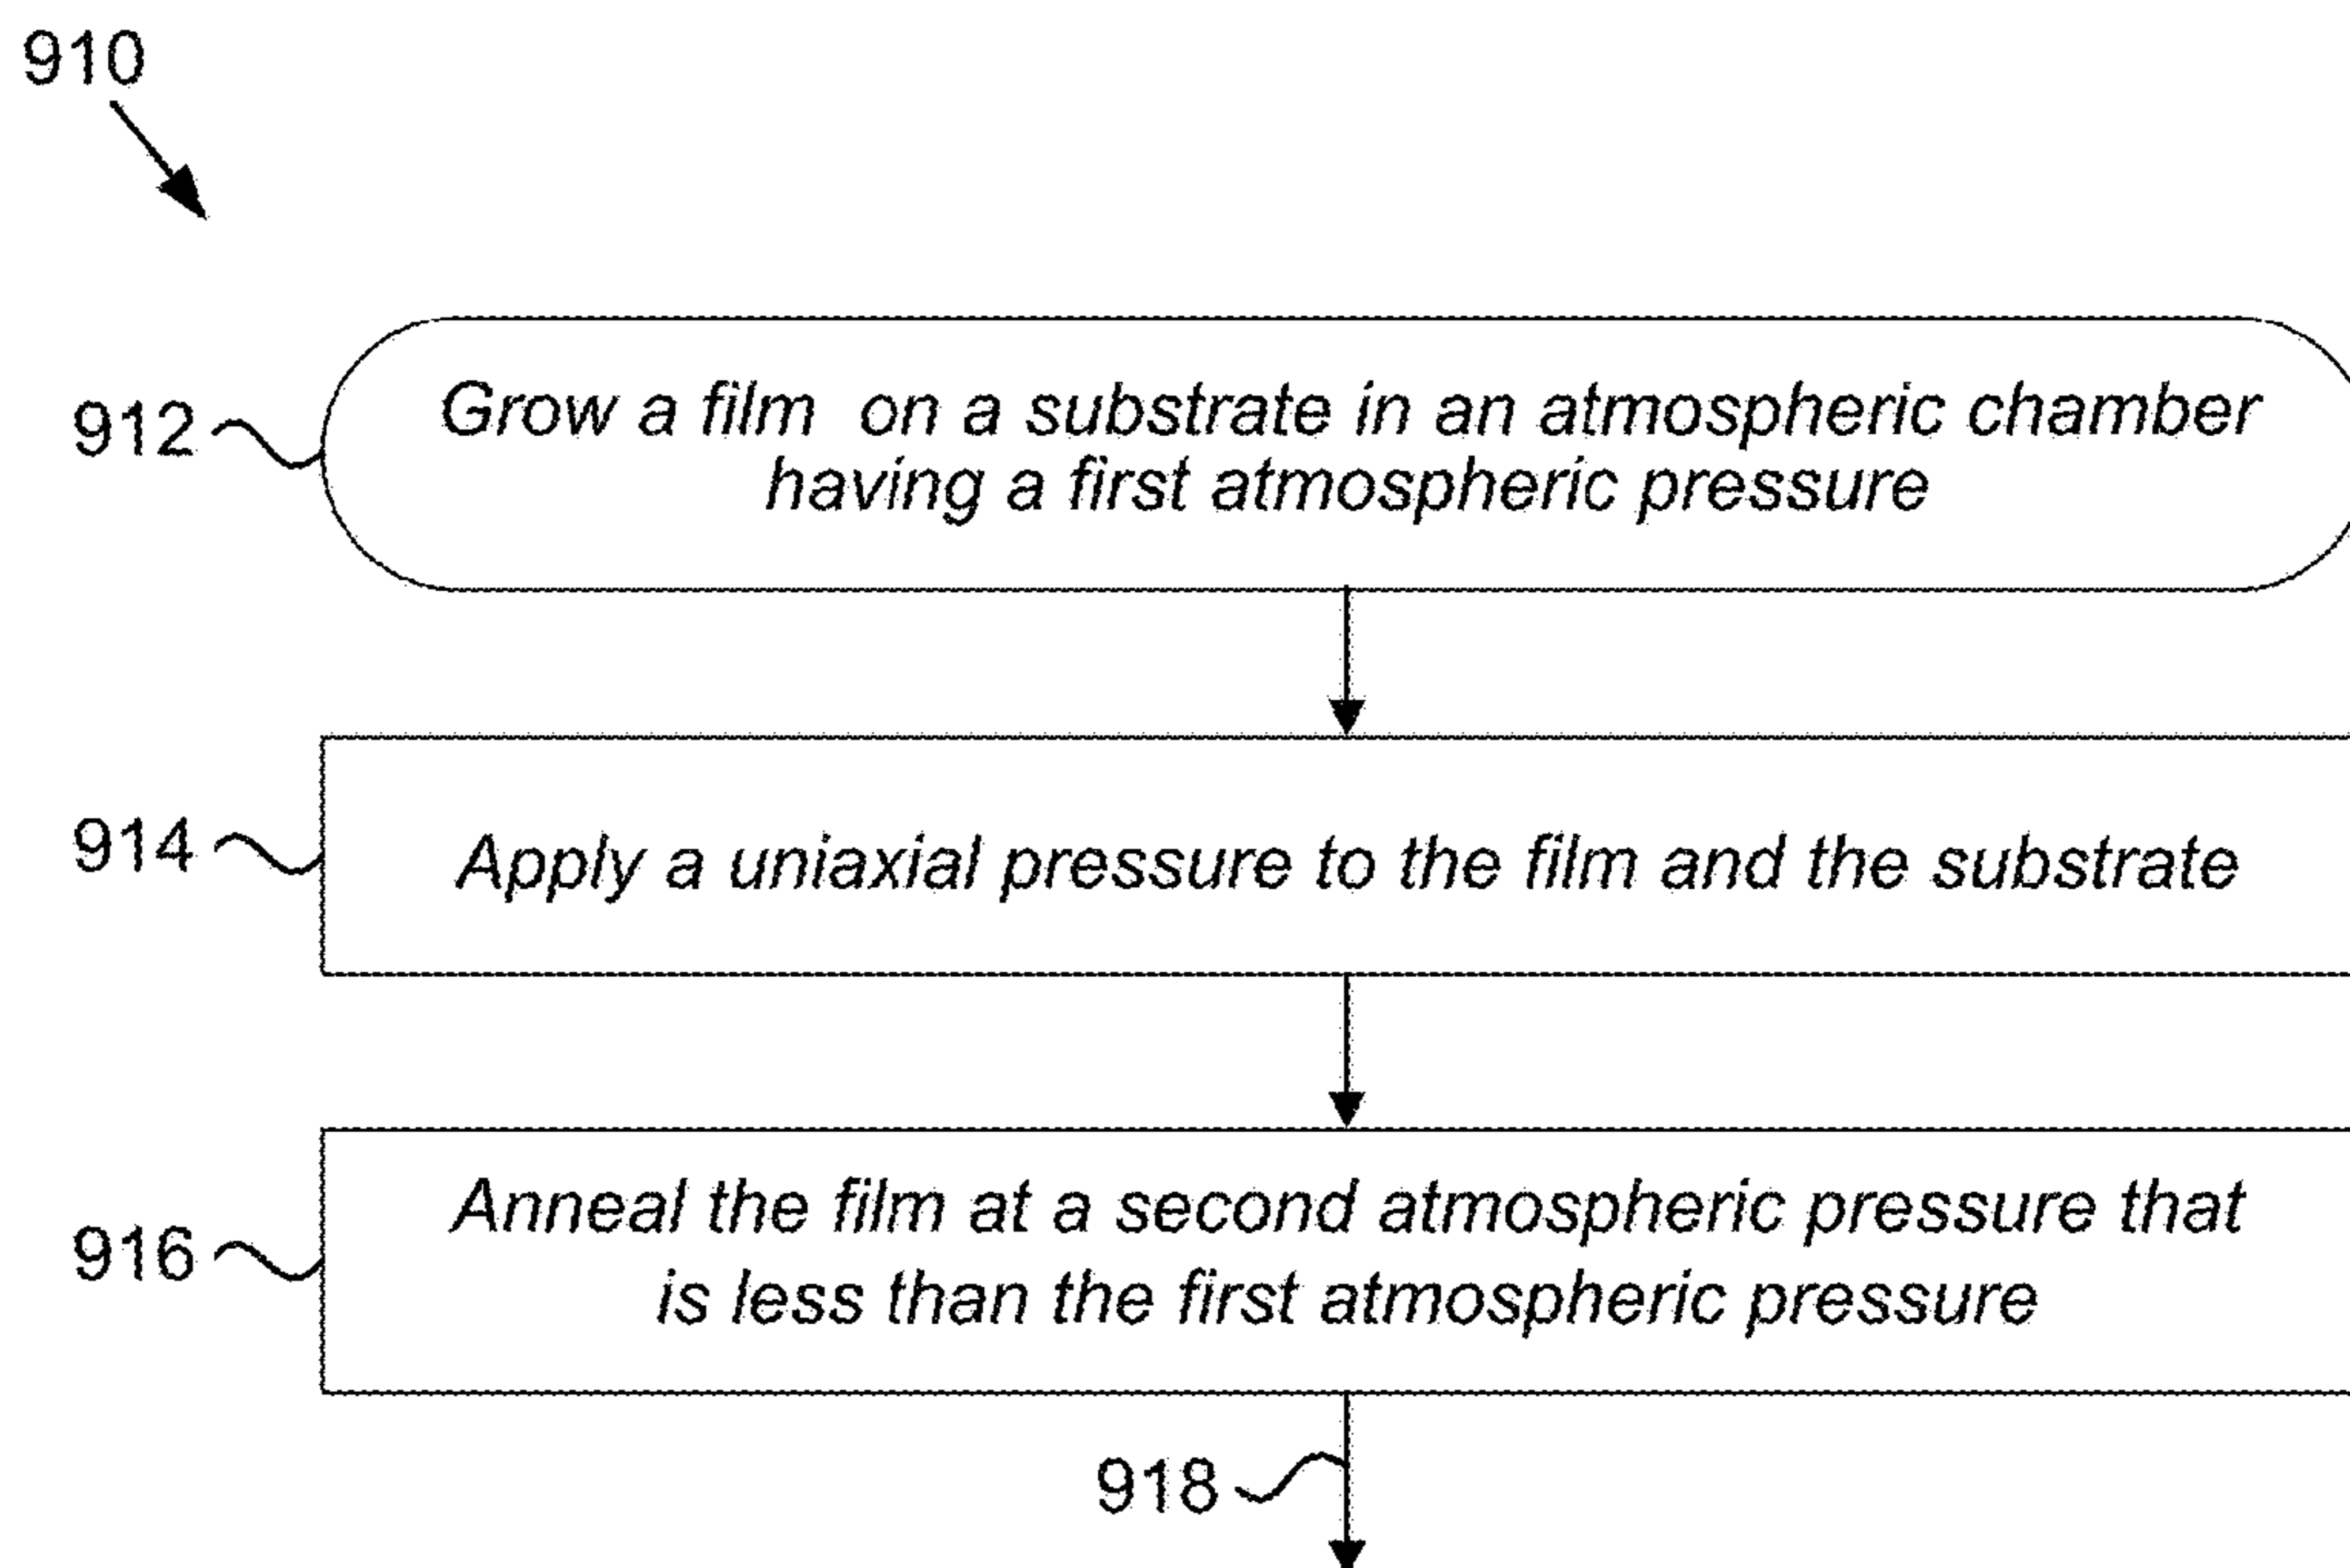 910
912
Grow a film on a substrate in an atmospheric chamber
having a first atmospheric pressure
914
Apply a uniaxial pressure to the film and the substrate
916
Anneal the film at a second atmospheric pressure that
is less than the first atmospheric pressure
918